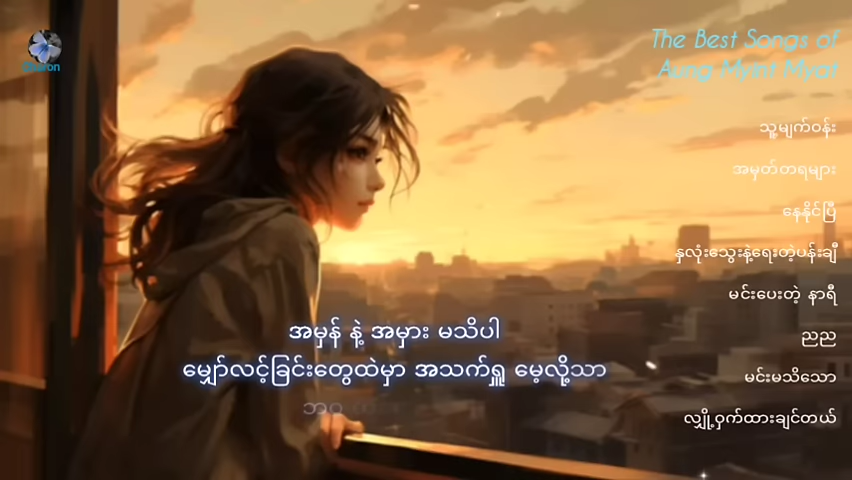 Sharon
The Best Songs of
Aung Myint Myat
သူ့မျက်ဝန်း
အမှတ်တရများ
နေနိုင်ပြီ
နှလုံးသွေးနဲ့ရေးတဲ့ပန်းချီ
မင်းပေးတဲ့ နာရီ
ညည
မင်းမသိသော
လျှို့ဝှက်ထားချင်တယ်
အမှန် နဲ့ အမှား မသိပါ
မျှော်လင့်ခြင်းတွေထဲမှာ အသက်ရှူ မေ့လို့သာ